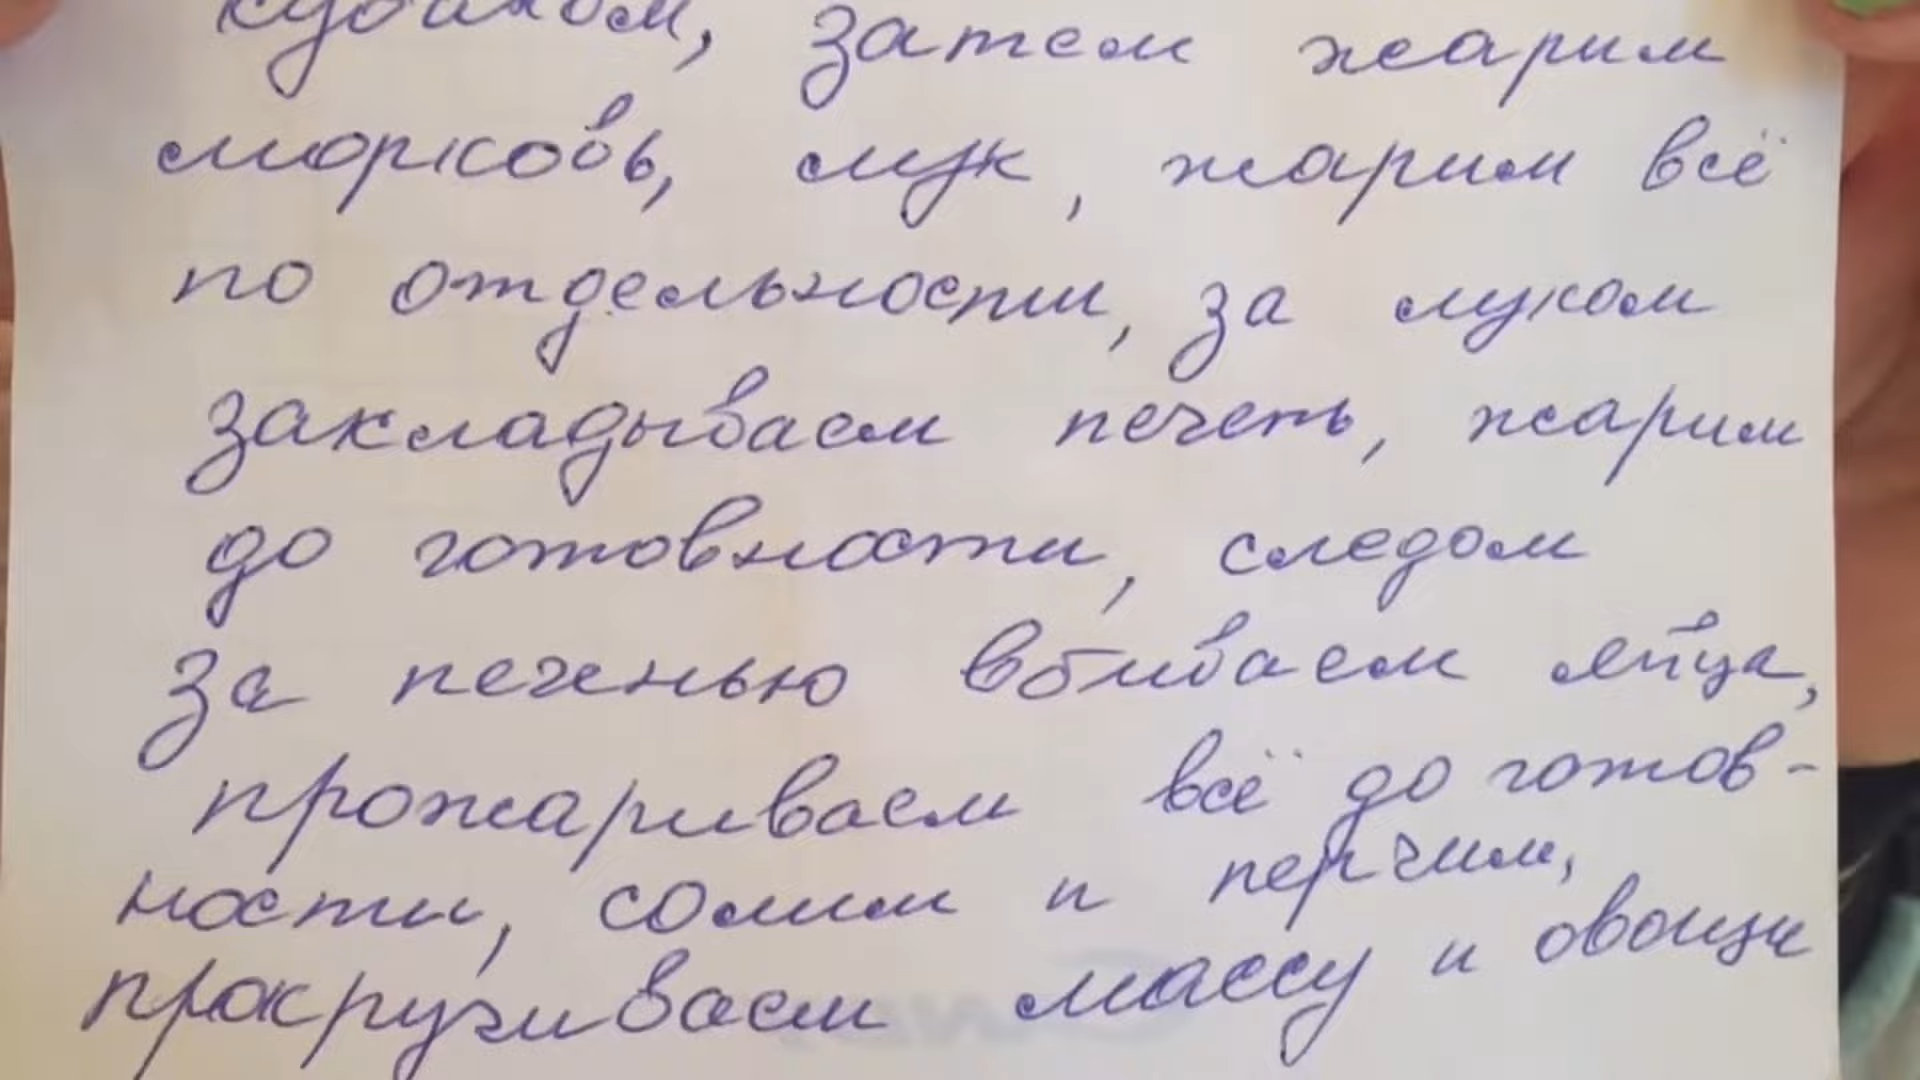 кубиком, затем жарим
морковь, лук, жарим всё
по отдельности, за луком
закладываем печень, жарим
до готовности, следом
за печенью вбиваем яйца,
прожариваем всё до готов-
ности, солим и перчим,
прокручиваем массу и овощи